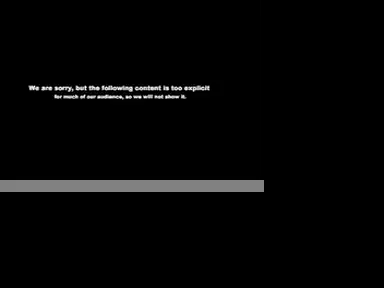 We are sorry, but the following content is too explicit
for much of our audience, so we will not show it.